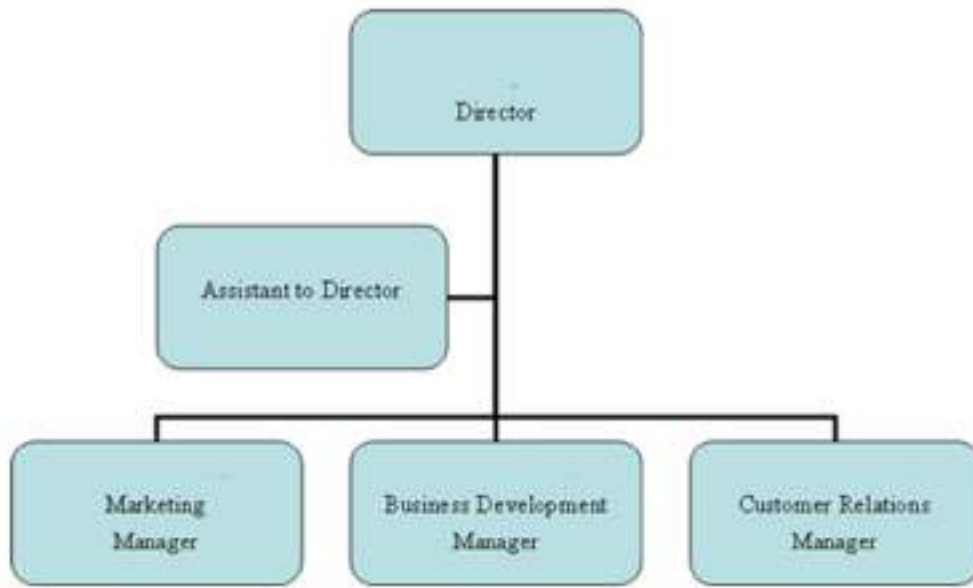 Director
Assistant to Director
Marketing
Manager
Business Development
Manager
Customer Relations
Manager